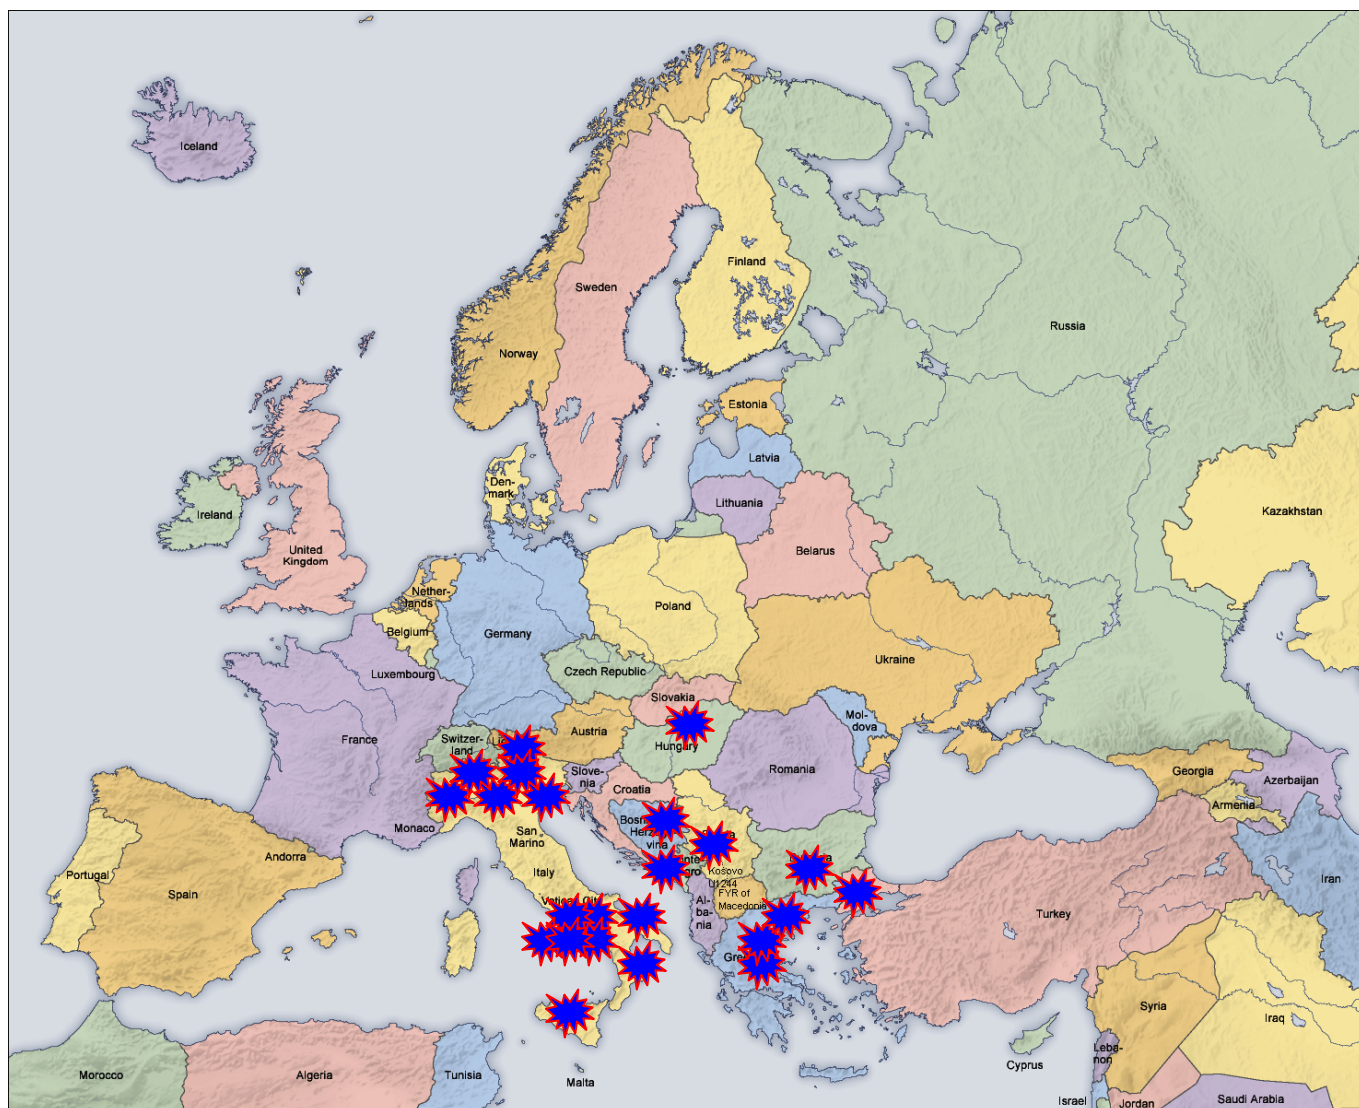 Iceland
Finland
Sweden
Russia
Norway
Estonia
Latvia
Den-
mark
Lithuania
Ireland
Kazakhstan
United
Kingdom
Belarus
Nether-
lands
Poland
Belgium
Germany
Ukraine
Luxembourg
Czech Republic
Slovakia
Mol-
dova
Austria
Switzer-
land
France
Hungary
Slove-
nia
Romania
Georgia
Azerbaijan
Croatia
Armenia
Monaco
San
Marino
Herz
vina
Andorra
Italy
Portugal
Spain
Kosovo
U1244
FYR of
Macedonia
Al-
ba-
nia
Iran
Turkey
Syria
Iraq
Leba-
non
Cyprus
Morocco
Algeria
Tunisia
Malta
Israel
Jordan
Saudi Arabia